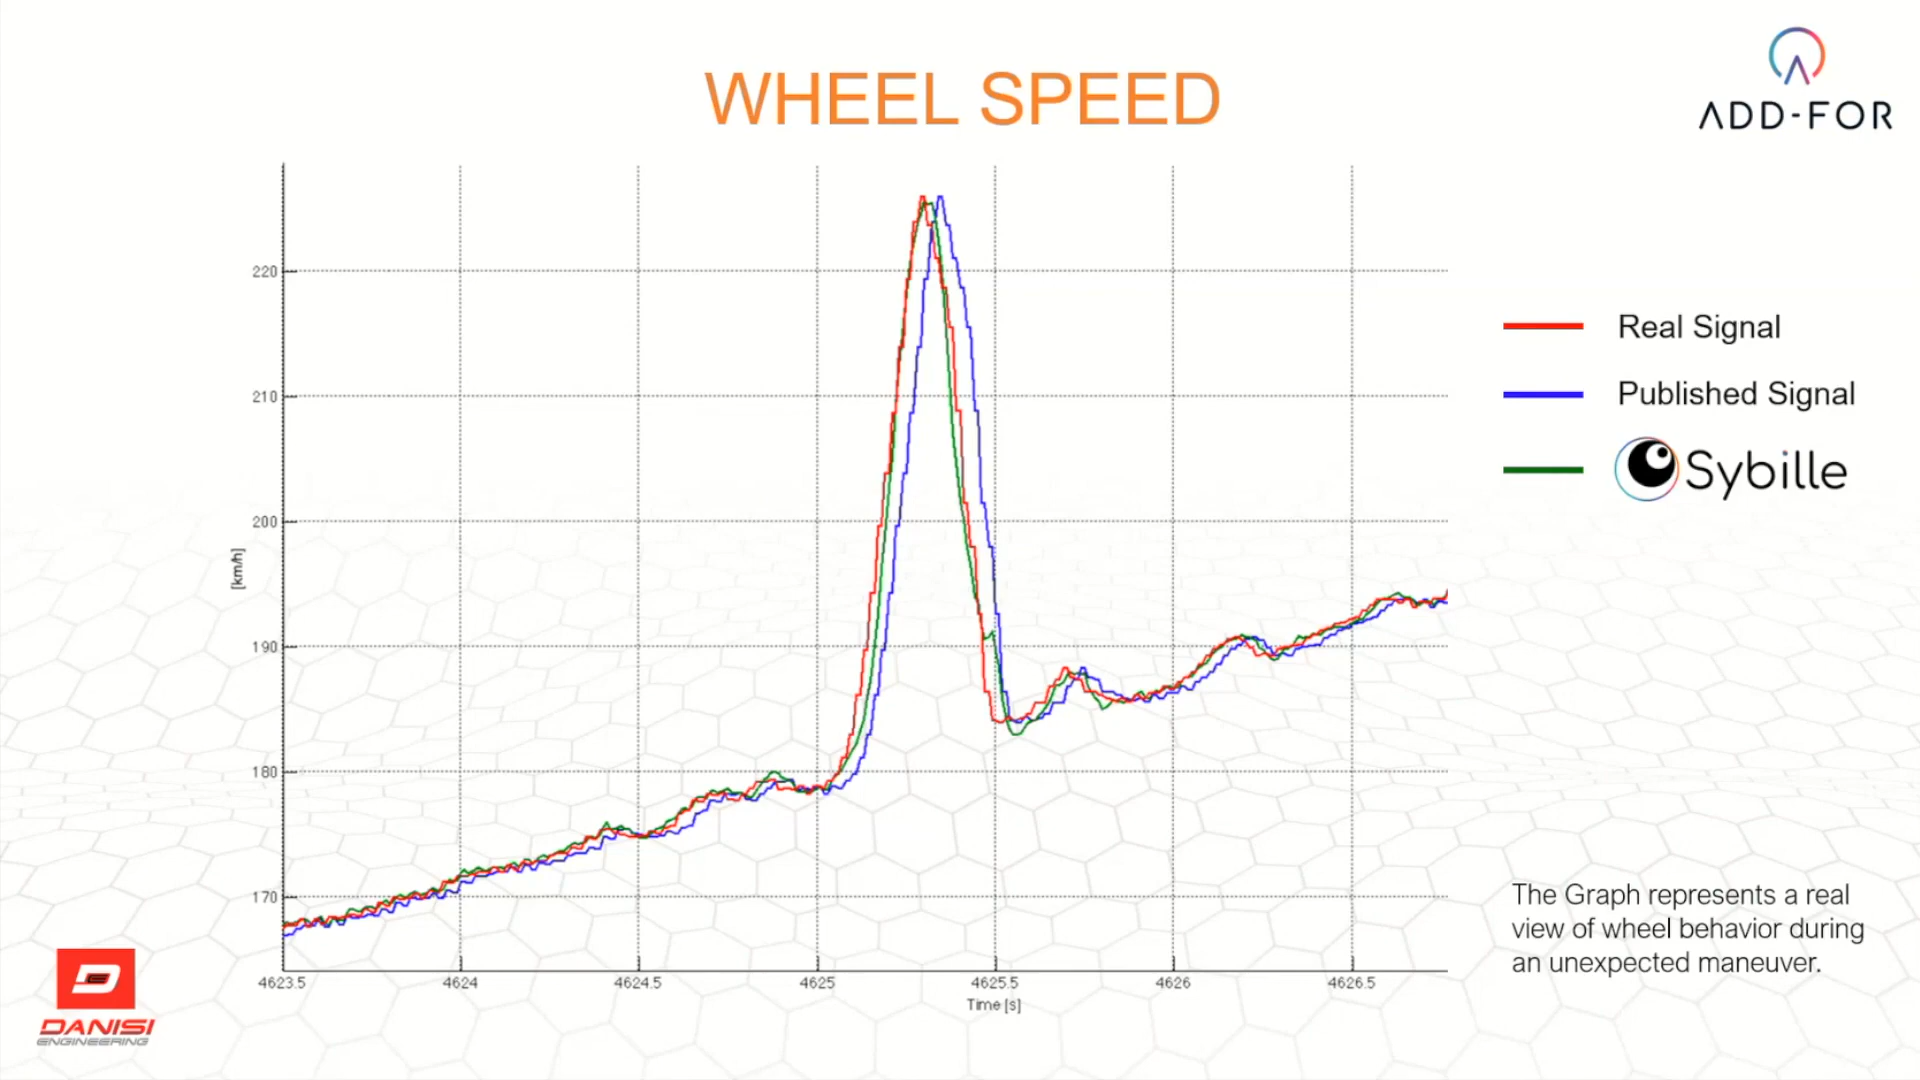 WHEEL SPEED
ADD-FOR
220
210
200
190
180
170
[km/h]
4623.5
4624
4624.5
4625
4625.5
4626
4626.5
Time [s]
Real Signal
Published Signal
Sybille
The Graph represents a real
view of wheel behavior during
an unexpected maneuver.
DANISI
ENGINEERING